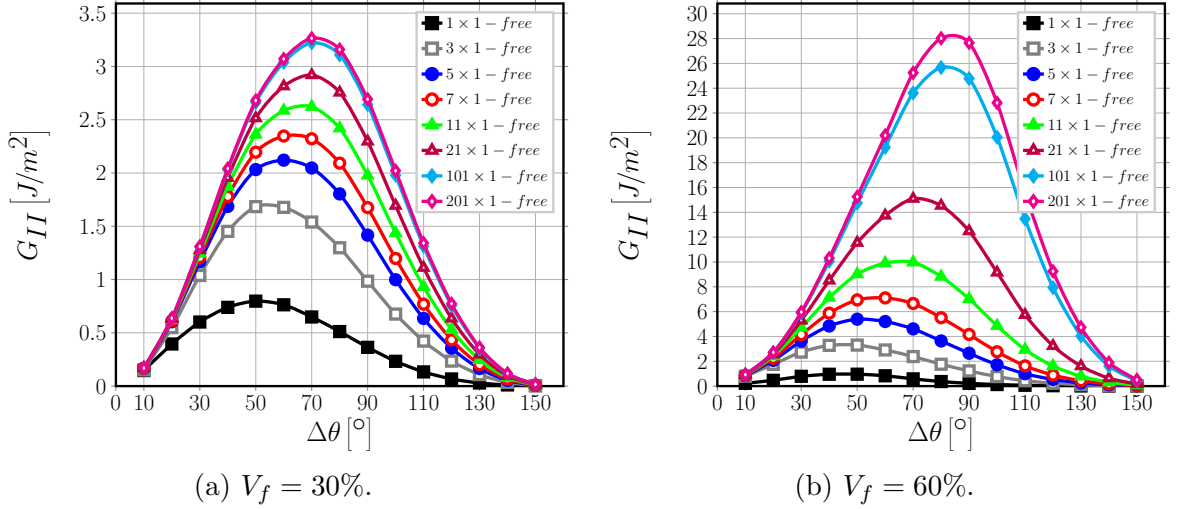 3.5
3
2.5
2
1.5
1
0.5
0
G_{II} [J/m^2]
0 10 30 50 70 90 110 130 150
Δθ [°]
1 × 1 − free
3 × 1 − free
5 × 1 − free
7 × 1 − free
11 × 1 − free
21 × 1 − free
101 × 1 − free
201 × 1 − free
(a) V_f = 30%.
30
28
26
24
22
20
18
16
14
12
10
8
6
4
2
0
G_{II} [J/m^2]
0 10 30 50 70 90 110 130 150
Δθ [°]
1 × 1 − free
3 × 1 − free
5 × 1 − free
7 × 1 − free
11 × 1 − free
21 × 1 − free
101 × 1 − free
201 × 1 − free
(b) V_f = 60%.